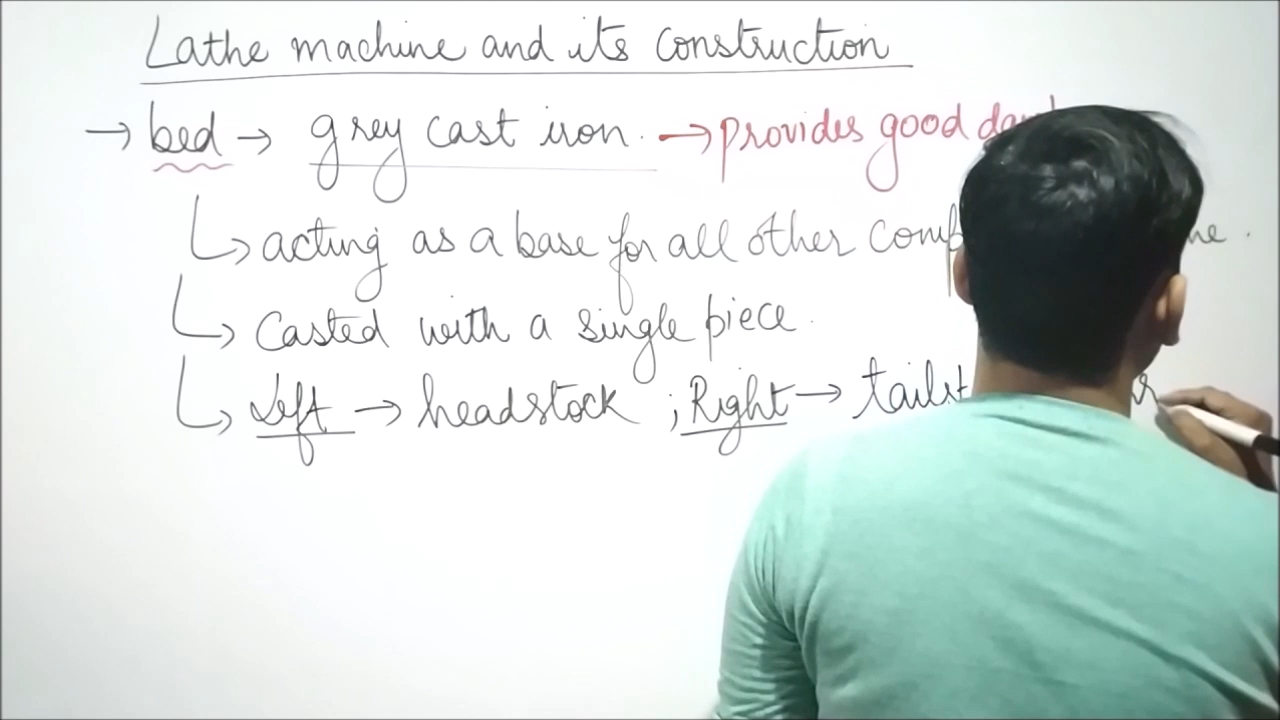 Lathe machine and its construction
→ bed → grey cast iron. → provides good
↳ acting as a base for all other
↳ Casted with a single piece.
↳ Left → headstock ; Right →